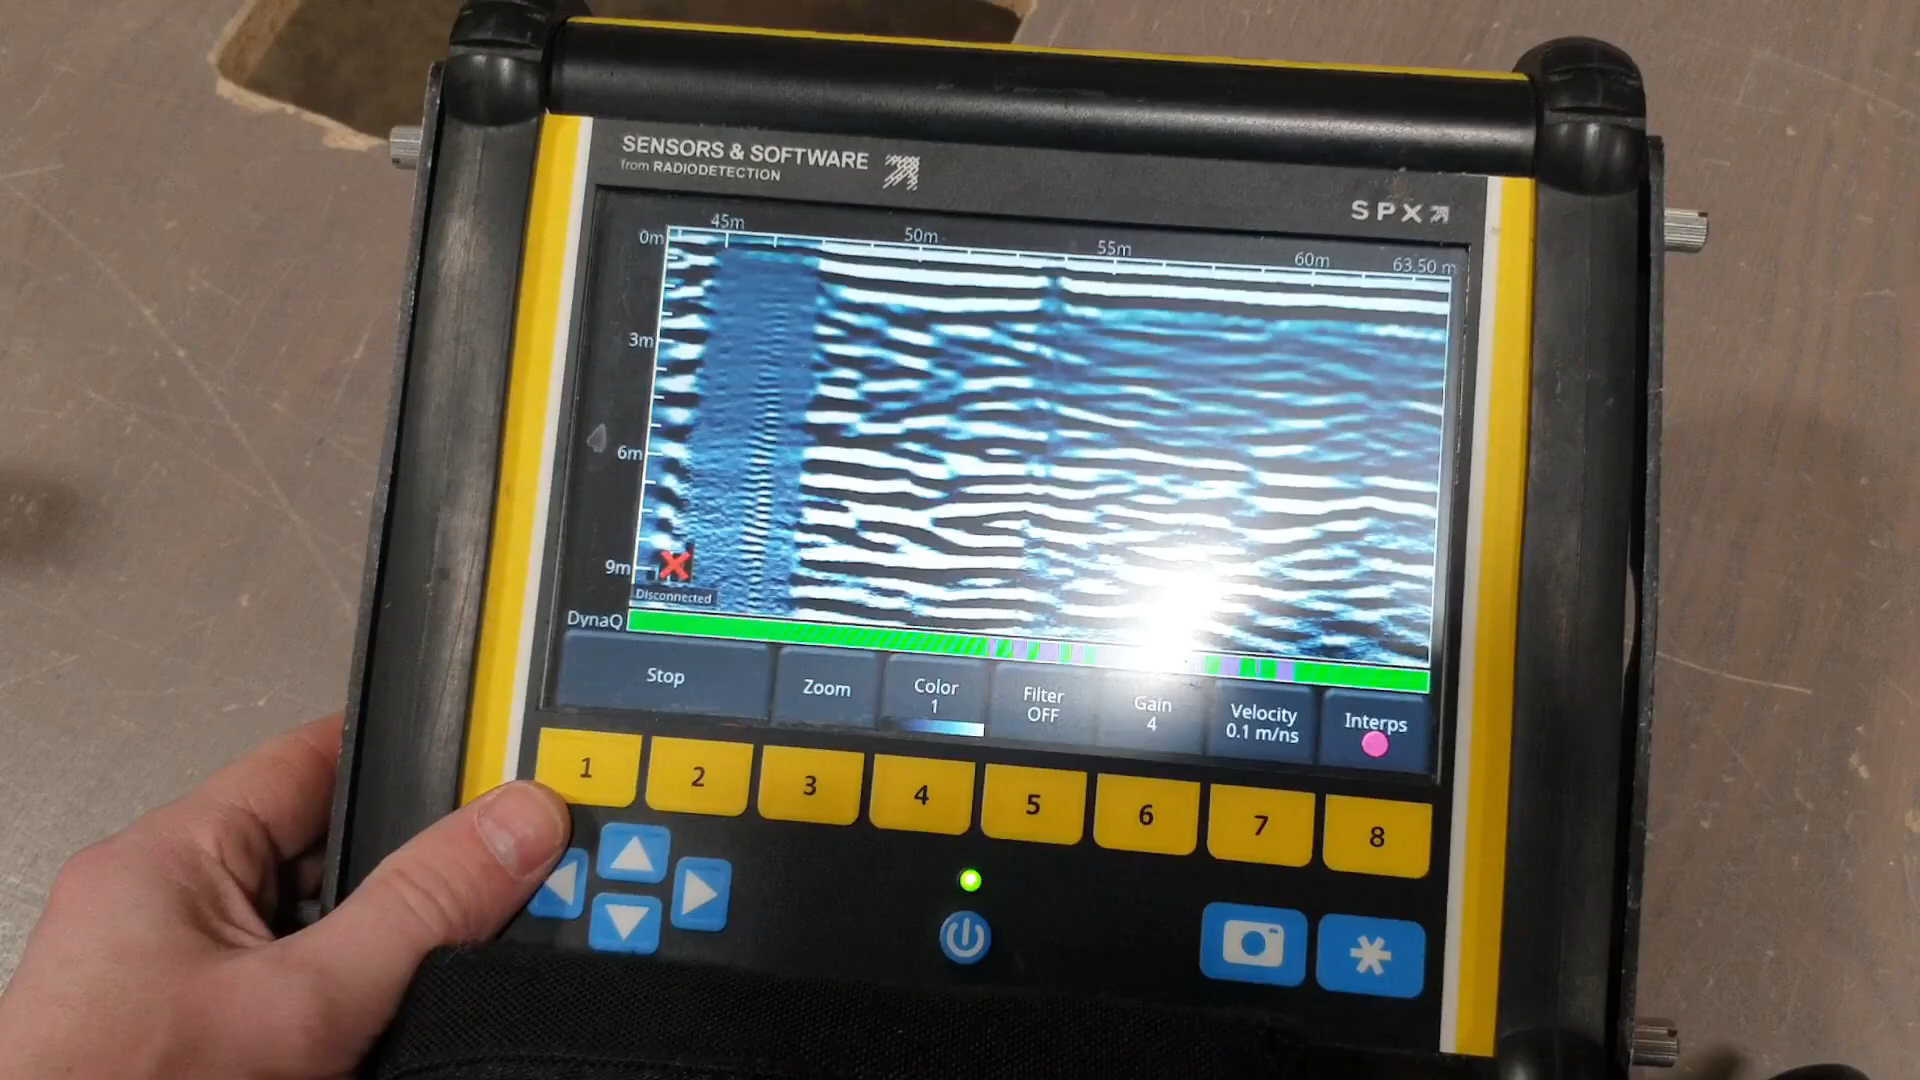 SENSORS & SOFTWARE
from RADIODETECTION
SPX
45m 50m 55m 60m 63.50 m
0m
3m
6m
9m
Disconnected
DynaQ
Stop
Zoom
Color
1
Filter
OFF
Gain
4
Velocity
0.1 m/ns
Interps
1 2 3 4 5 6 7 8